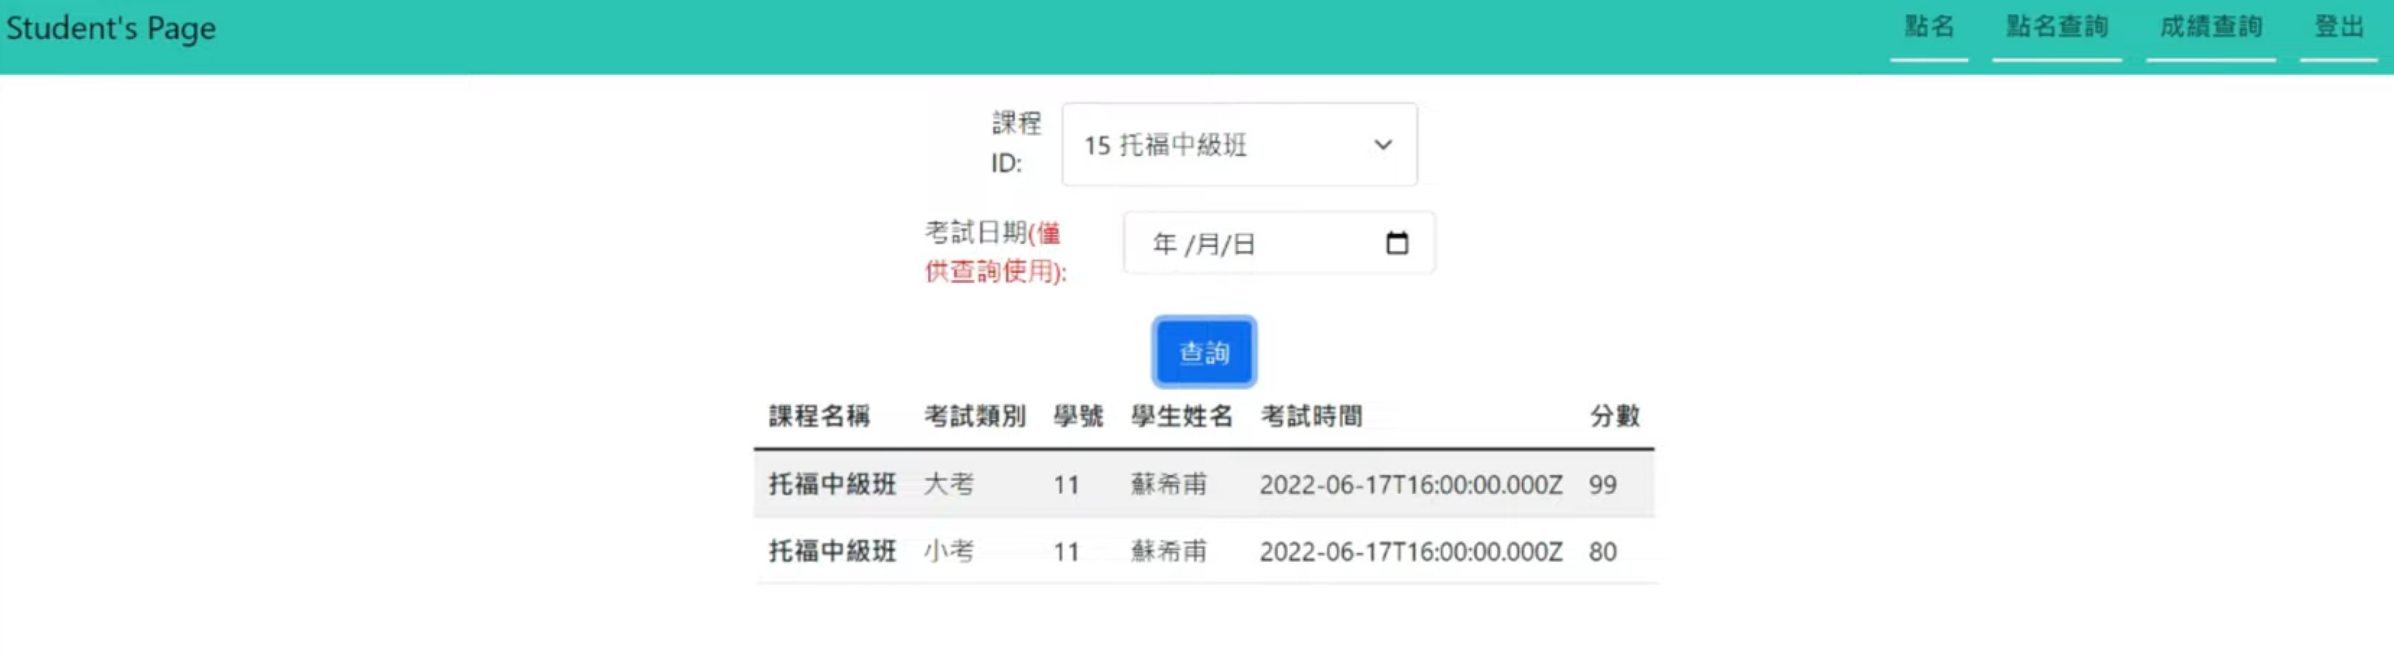 Student's Page 點名 點名查詢 成績查詢 登出
課程
ID:
15 托福中級班
考試日期(僅
供查詢使用):
年 /月/日
查詢
課程名稱 考試類別 學號 學生姓名 考試時間 分數
托福中級班 大考 11 蘇希甫 2022-06-17T16:00:00.000Z 99
托福中級班 小考 11 蘇希甫 2022-06-17T16:00:00.000Z 80